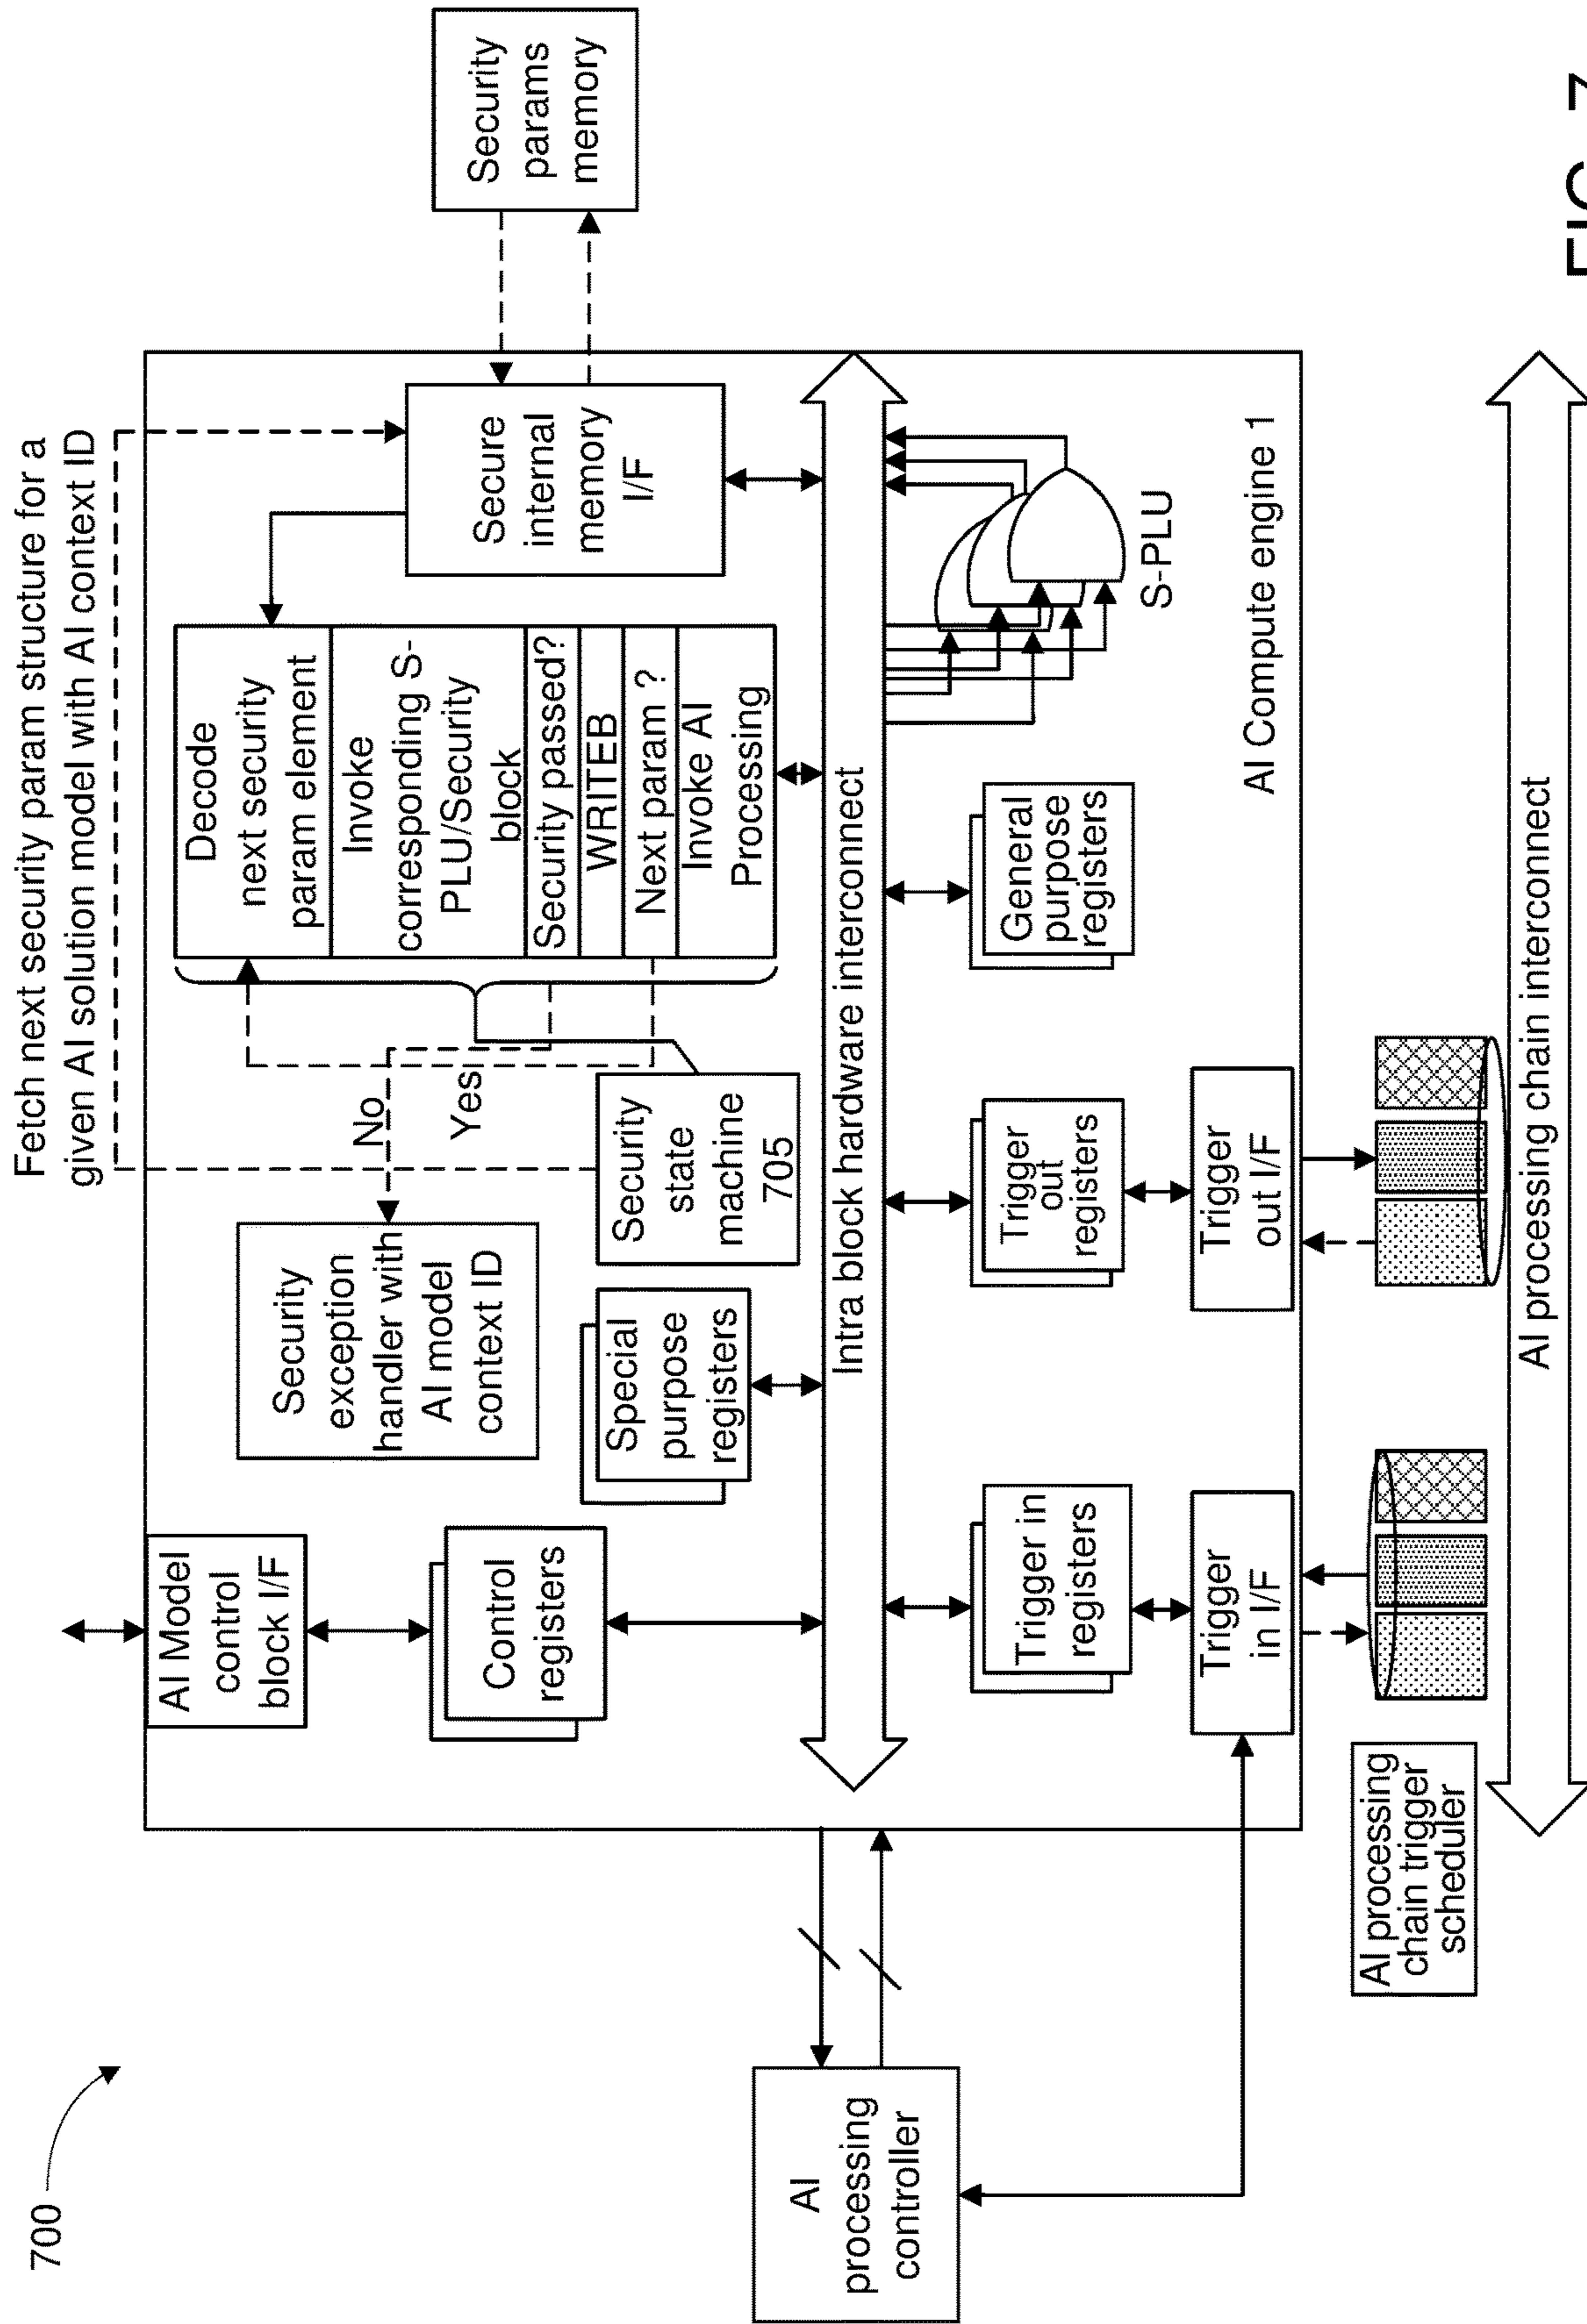 700
Fetch next security param structure for a
given AI solution model with AI context ID
AI Model
control
block I/F
Control
registers
Security
exception
handler with
AI model
context ID
Special
purpose
registers
No
Yes
Security
state
machine
705
Decode
next security
param element
Invoke
corresponding S-
PLU/Security
block
Security passed?
WRITEB
Next param ?
Invoke AI
Processing
Secure
internal
memory
I/F
Security
params
memory
Intra block hardware interconnect
AI
processing
controller
Trigger in
registers
Trigger
in I/F
Trigger
out
registers
Trigger
out I/F
General
purpose
registers
S-PLU
AI Compute engine 1
AI processing
chain trigger
scheduler
AI processing chain interconnect